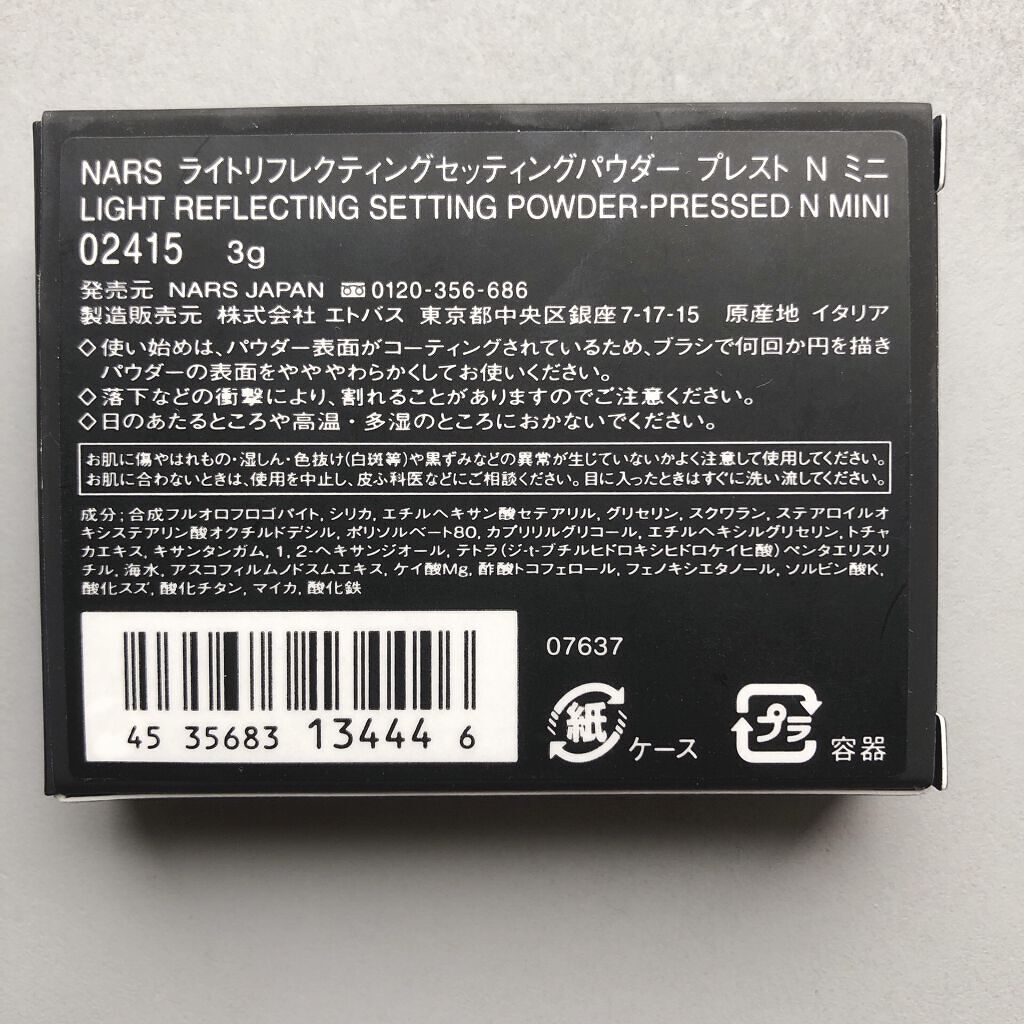 NARS ライトリフレクティングセッティングパウダー プレスト N ミニ
LIGHT REFLECTING SETTING POWDER-PRESSED N MINI
02415 3g
発売元 NARS JAPAN 0120-356-686
製造販売元 株式会社 エトバス 東京都中央区銀座7-17-15 原産地 イタリア
◇使い始めは、パウダー表面がコーティングされているため、ブラシで何回か円を描き
パウダーの表面をやややわらかくしてお使いください。
◇落下などの衝撃により、割れることがありますのでご注意ください。
◇日のあたるところや高温・多湿のところにおかないでください。
お肌に傷やはれもの・湿しん・色抜け(白斑等)や黒ずみなどの異常が生じていないかよく注意して使用してください。
お肌に合わないときは、使用を中止し、皮ふ科医などにご相談ください。目に入ったときはすぐに洗い流してください。
成分;合成フルオロフロゴパイト, シリカ, エチルヘキサン酸セテアリル, グリセリン, スクワラン, ステアロイルオ
キシステアリン酸オクチルドデシル, ポリソルベート80, カプリリルグリコール, エチルヘキシルグリセリン, トチャ
カエキス, キサンタンガム, 1, 2-ヘキサンジオール, テトラ(ジ-t-ブチルヒドロキシヒドロケイヒ酸)ペンタエリスリ
チル, 海水, アスコフィルムノドスムエキス, ケイ酸Mg, 酢酸トコフェロール, フェノキシエタノール, ソルビン酸K,
酸化スズ, 酸化チタン, マイカ, 酸化鉄
07637
45 35683 13444 6
紙 ケース プラ 容器